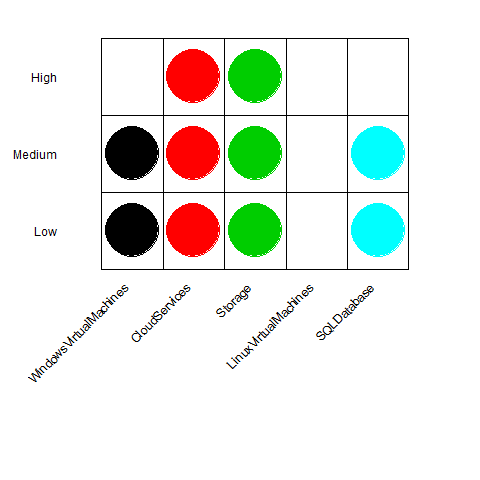 High
Medium
Low
WindowsVirtualMachines
CloudServices
Storage
LinuxVirtualMachines
SQLDatabase